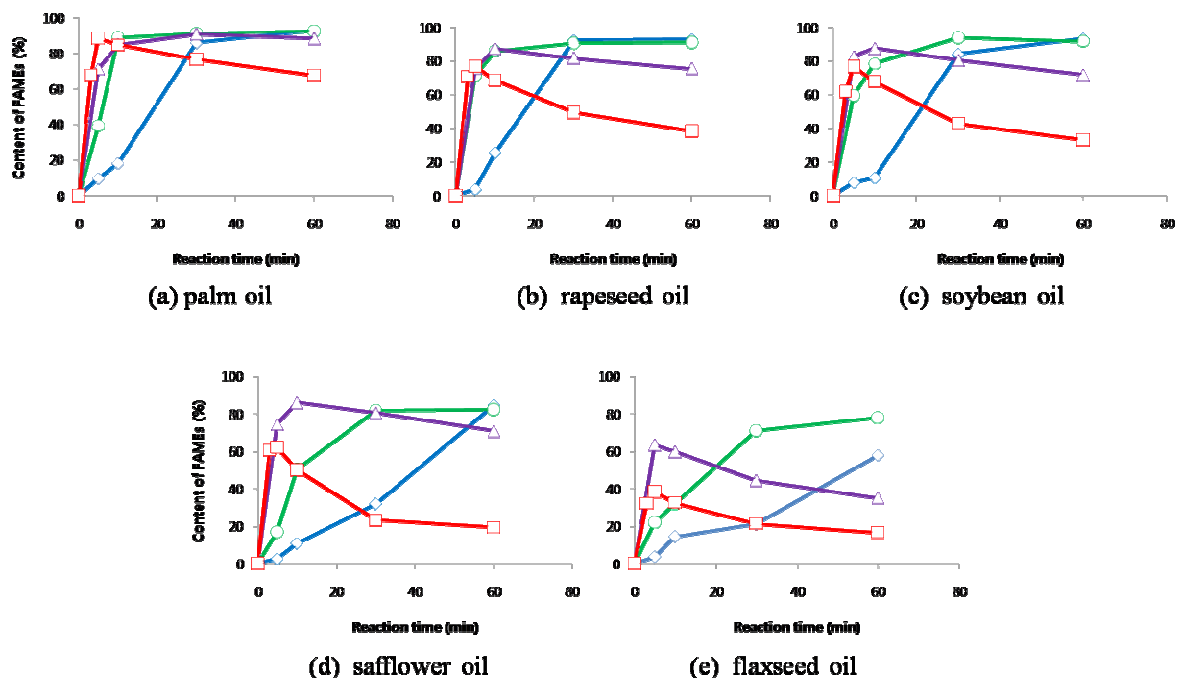 Content of FAMEs (%)
100
80
60
40
20
0
0 20 40 60 80
Reaction time (min)
(a) palm oil
100
80
60
40
20
0
0 20 40 60 80
Reaction time (min)
(b) rapeseed oil
100
80
60
40
20
0
0 20 40 60 80
Reaction time (min)
(c) soybean oil
Content of FAMEs (%)
100
80
60
40
20
0
0 20 40 60 80
Reaction time (min)
(d) safflower oil
100
80
60
40
20
0
0 20 40 60 80
Reaction time (min)
(e) flaxseed oil